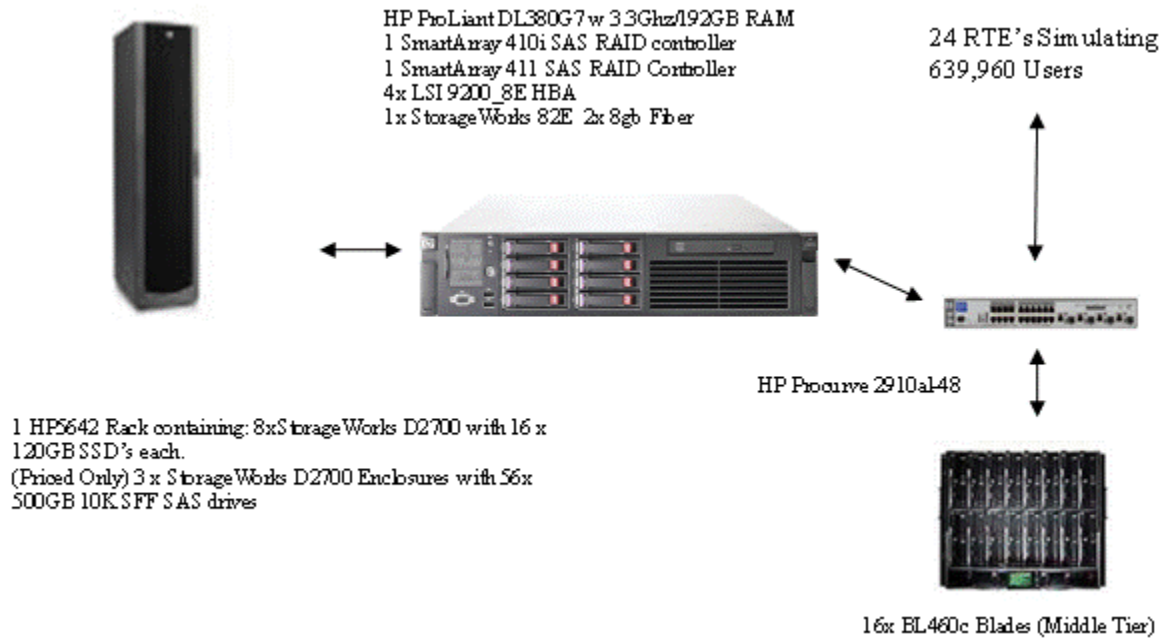 HP ProLiant DL380G7 w 3.3Ghz/192GB RAM
1 SmartArray 410i SAS RAID controller
1 SmartArray 411 SAS RAID Controller
4x LSI 9200_8E HBA
1x StorageWorks 82E 2x 8gb Fiber
24 RTE's Simulating
639,960 Users
HP Procurve 2910al-48
1 HP5642 Rack containing: 8xStorageWorks D2700 with 16 x
120GB SSD's each.
(Priced Only) 3 x StorageWorks D2700 Enclosures with 56x
500GB 10K SFF SAS drives
16x BL460c Blades (Middle Tier)